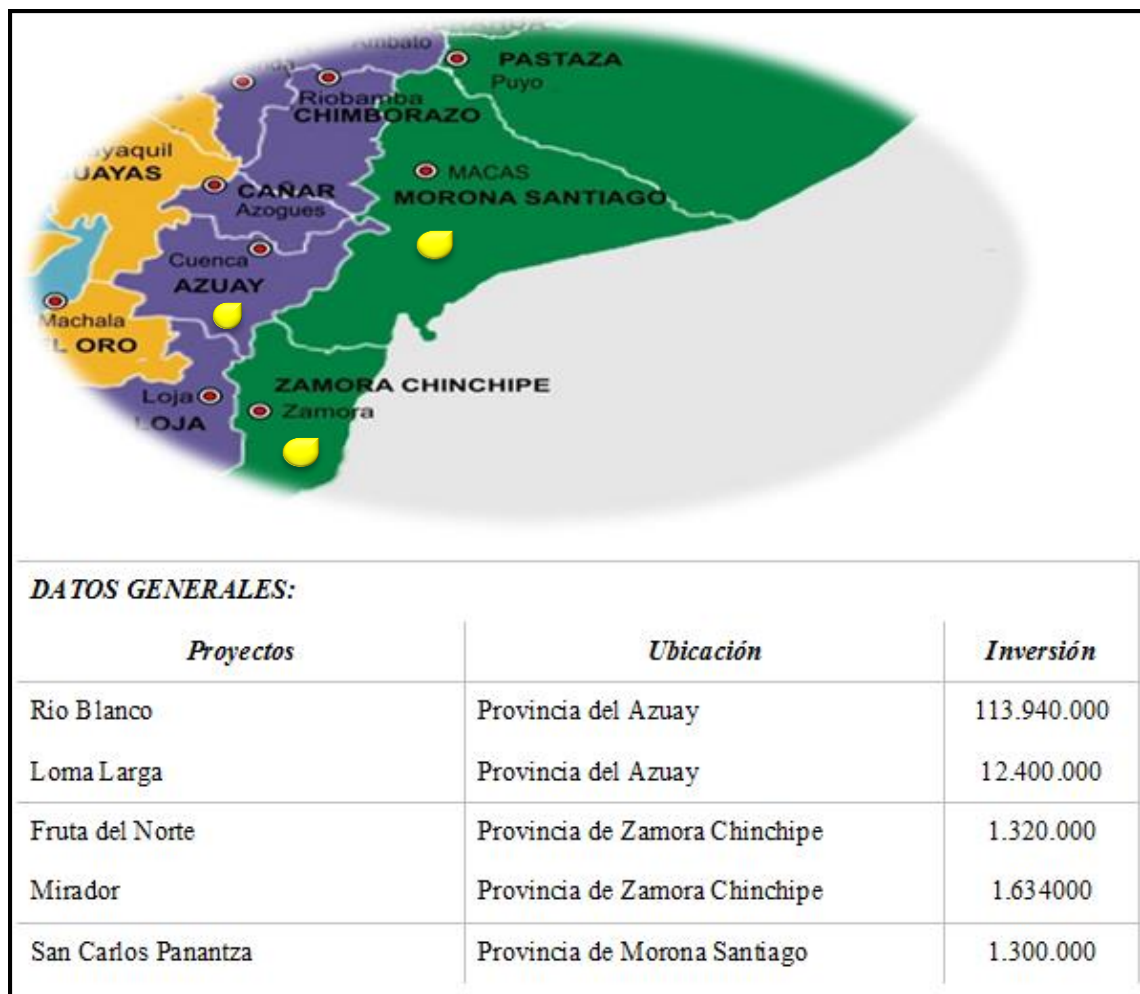 Ambato
PASTAZA
Puyo
Riobamba
CHIMBORAZO
ayaquil
UAYAS
MACAS
CAÑAR
MORONA SANTIAGO
Azogues
Cuenca
AZUAY
Machala
L ORO
ZAMORA CHINCHIPE
Loja
Zamora
LOJA
DATOS GENERALES:
Proyectos Ubicación Inversión
Rio Blanco Provincia del Azuay 113.940.000
Loma Larga Provincia del Azuay 12.400.000
Fruta del Norte Provincia de Zamora Chinchipe 1.320.000
Mirador Provincia de Zamora Chinchipe 1.634000
San Carlos Panantza Provincia de Morona Santiago 1.300.000